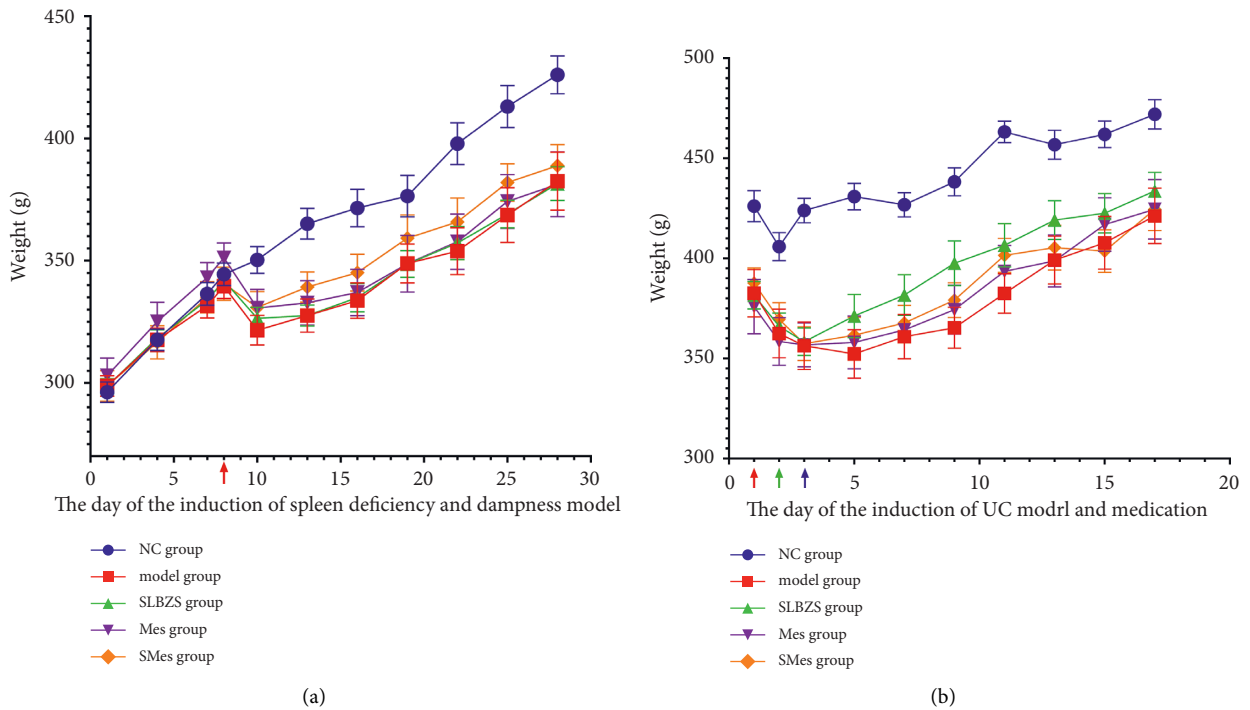 450
400
350
300
Weight (g)
0 5 10 15 20 25 30
The day of the induction of spleen deficiency and dampness model
NC group
model group
SLBZS group
Mes group
SMes group
(a)
500
450
400
350
300
Weight (g)
0 5 10 15 20
The day of the induction of UC modrl and medication
NC group
model group
SLBZS group
Mes group
SMes group
(b)